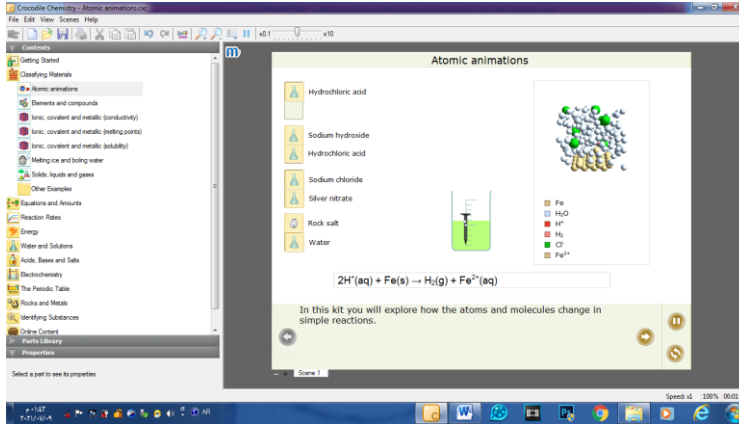 Crocodile Chemistry - Atomic animations.cxc
File Edit View Scenes Help
x0.1 x10
Contents
Getting Started
Classifying Materials
Atomic animations
Elements and compounds
Ionic, covalent and metallic (conductivity)
Ionic, covalent and metallic (melting points)
Ionic, covalent and metallic (solubility)
Melting ice and boiling water
Solids, liquids and gases
Other Examples
Equations and Amounts
Reaction Rates
Energy
Water and Solutions
Acids, Bases and Salts
Electrochemistry
The Periodic Table
Rocks and Metals
Identifying Substances
Online Content
Parts Library
Properties
Select a part to see its properties
m
Atomic animations
Hydrochloric acid
Sodium hydroxide
Hydrochloric acid
Sodium chloride
Silver nitrate
Rock salt
Water
Fe
H₂O
H⁺
H₂
Cl⁻
Fe²⁺
2H⁺(aq) + Fe(s) → H₂(g) + Fe²⁺(aq)
In this kit you will explore how the atoms and molecules change in
simple reactions.
Scene 1
Speed: x1 100% 00:01
AR